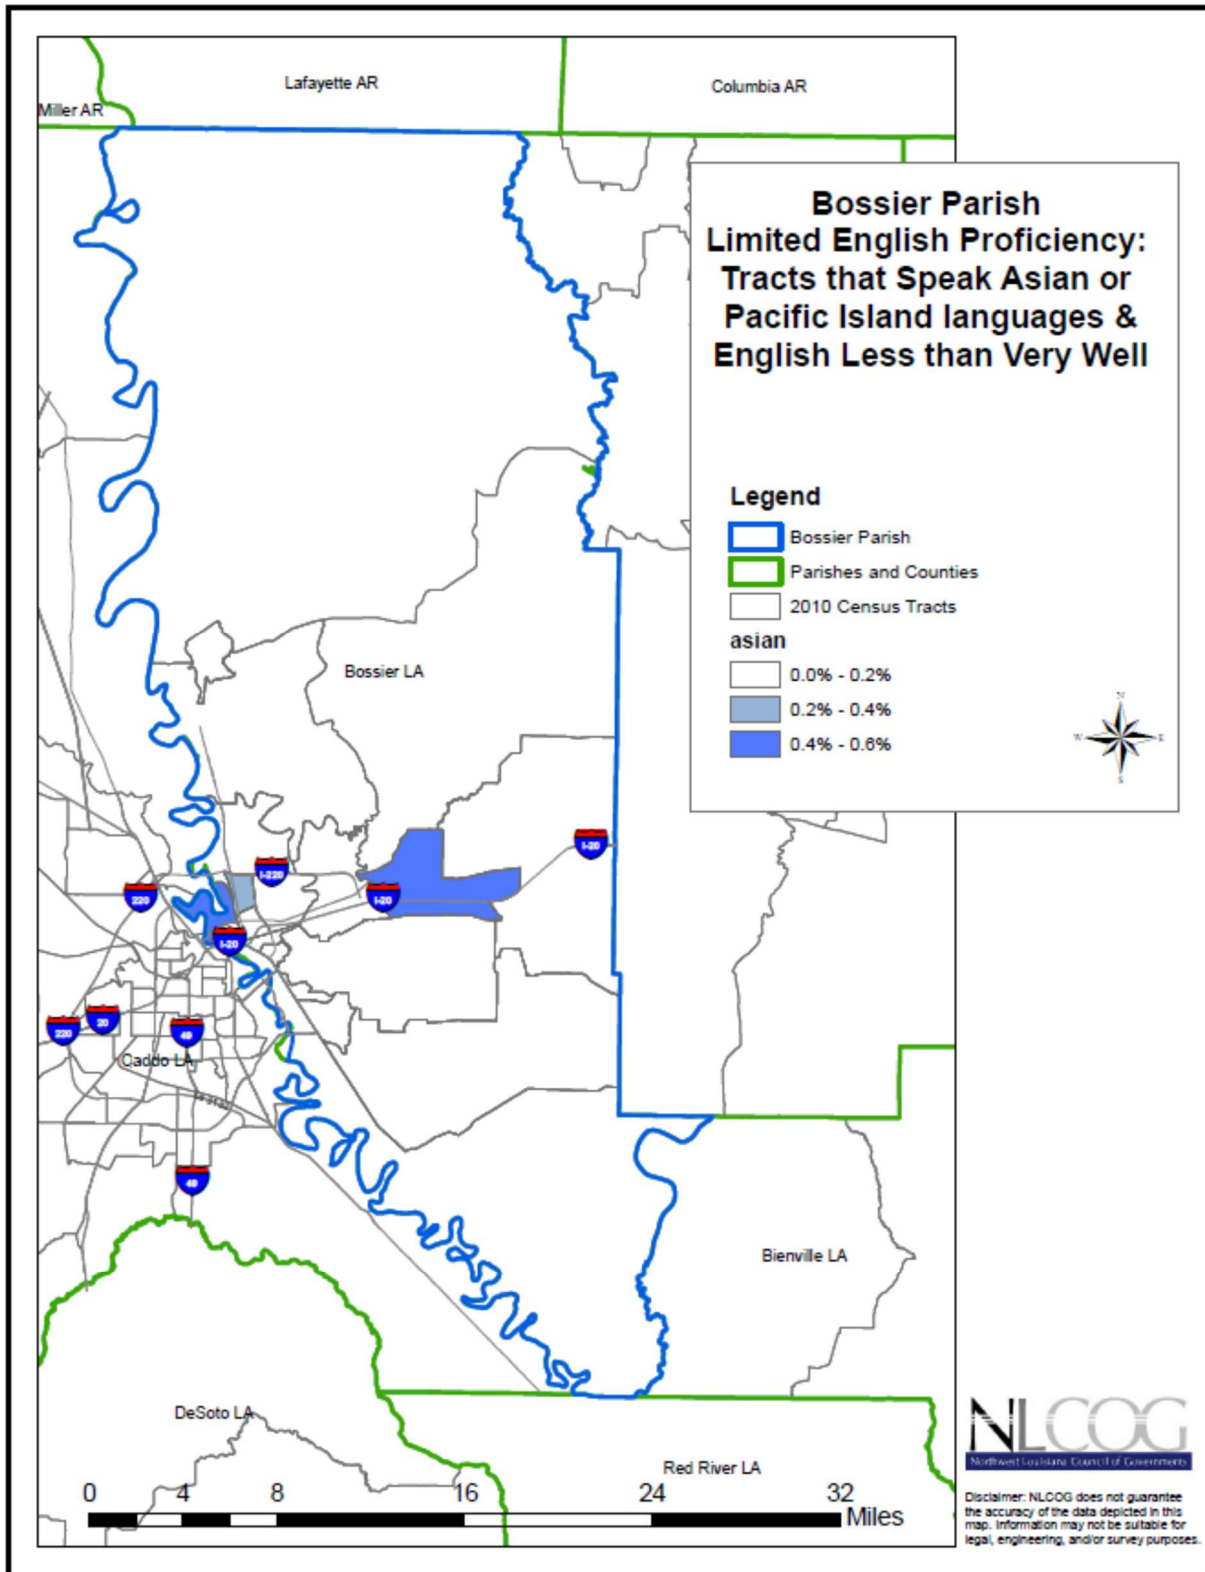 Lafayette AR
Columbia AR
Miller AR
Bossier Parish
Limited English Proficiency:
Tracts that Speak Asian or
Pacific Island languages &
English Less than Very Well
Legend
Bossier Parish
Parishes and Counties
2010 Census Tracts
asian
0.0% - 0.2%
0.2% - 0.4%
0.4% - 0.6%
N
W E
S
Bossier LA
I-20
I-220
220
I-20
I-20
20
220
49
Caddo LA
49
Bienville LA
DeSoto LA
Red River LA
0 4 8 16 24 32
Miles
NLCOG
Northwest Louisiana Council of Governments
Disclaimer: NLCOG does not guarantee
the accuracy of the data depicted in this
map. Information may not be suitable for
legal, engineering, and/or survey purposes.